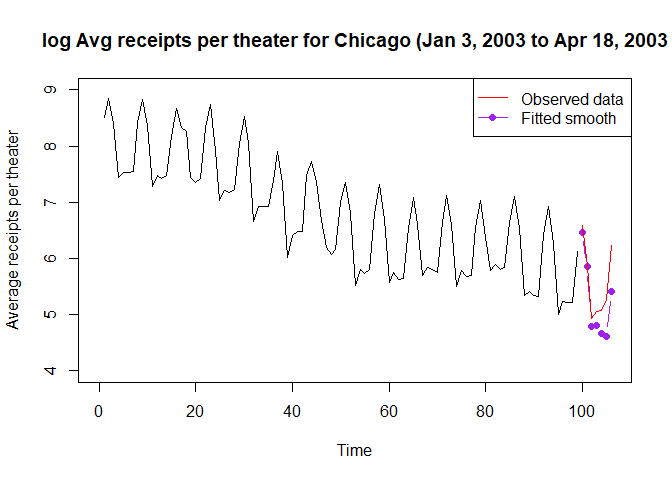 log Avg receipts per theater for Chicago (Jan 3, 2003 to Apr 18, 2003
Observed data
Fitted smooth
Average receipts per theater
9
8
7
6
5
4
0 20 40 60 80 100
Time